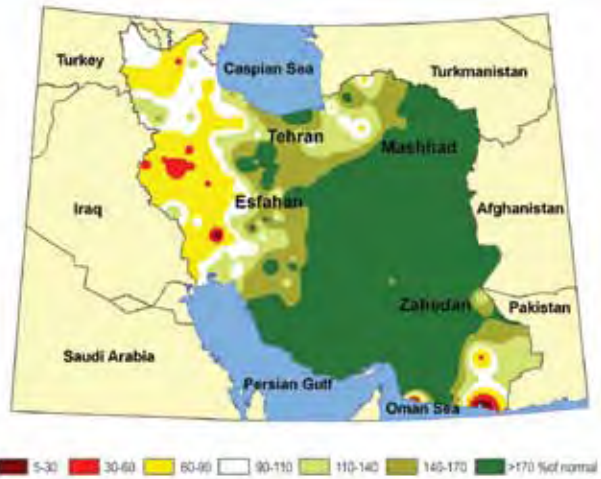 Turkey
Caspian Sea
Turkmanistan
Tehran
Mashhad
Iraq
Esfahan
Afghanistan
Zahedan
Pakistan
Saudi Arabia
Persian Gulf
Oman Sea
5-30 30-60 60-90 90-110 110-140 140-170 >170 %of normal